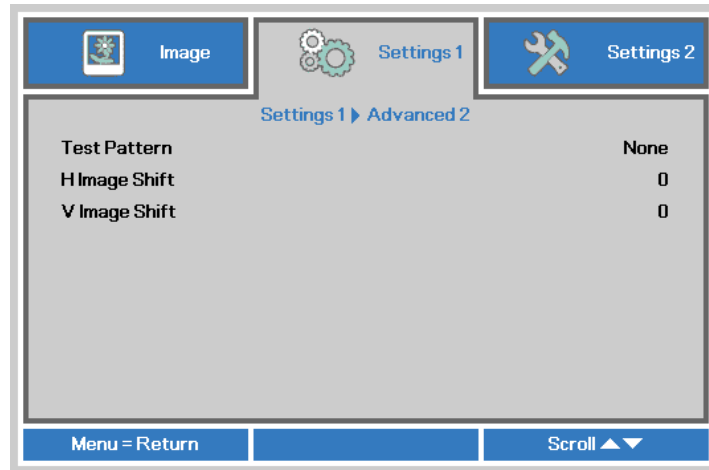 Image
Settings 1
Settings 2
Settings 1 ▶ Advanced 2
Test Pattern None
H Image Shift 0
V Image Shift 0
Menu = Return
Scroll ▲▼